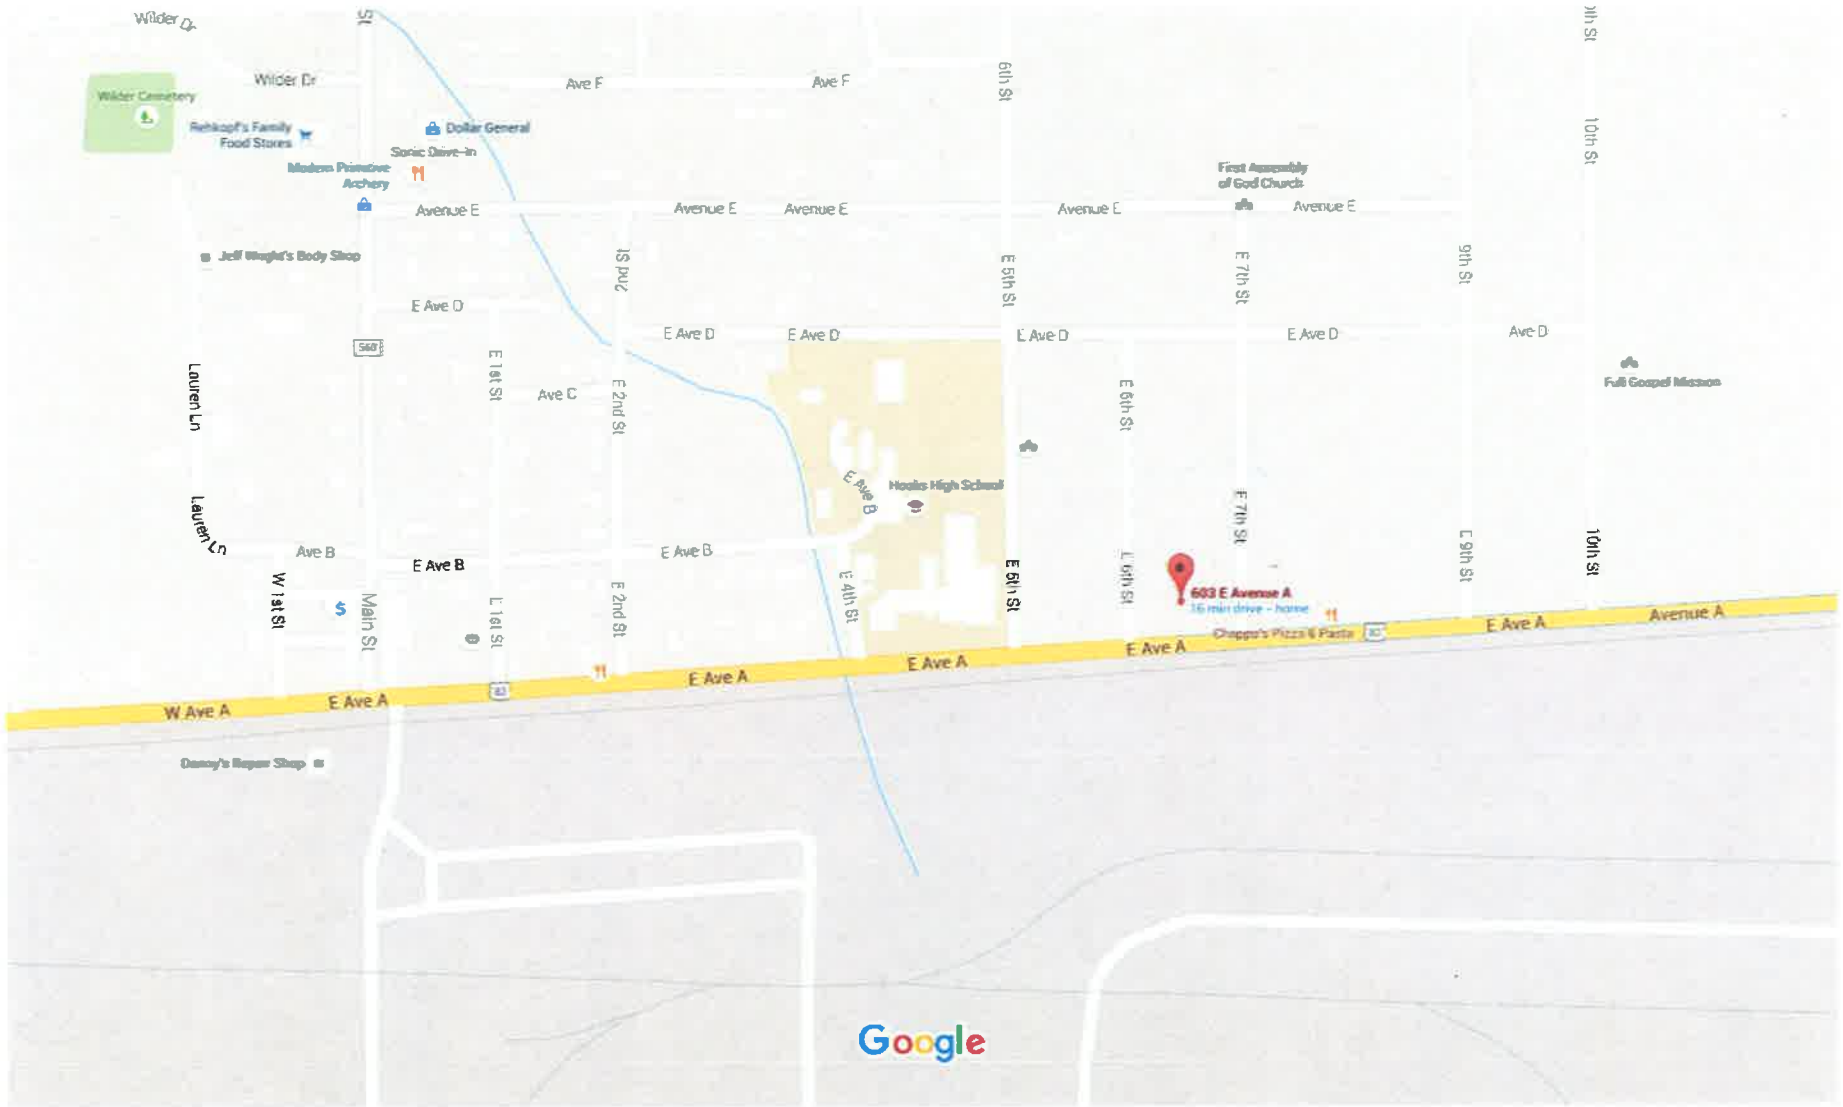 Wilder Dr
St
6th St
Wilder Dr
Ave F
Ave F
Wilder Cemetery
Rehkopf's Family
Food Stores
Dollar General
10th St
Sonic Drive-In
Modern Primitive
Archery
First Assembly
of God Church
Avenue E
Avenue E
Avenue E
Avenue E
Avenue E
Jeff Wright's Body Shop
2nd St
E 5th St
E 7th St
9th St
E Ave D
E Ave D
E Ave D
E Ave D
E Ave D
Ave D
560
Lauren Ln
E 1st St
Ave C
E 2nd St
E 6th St
Full Gospel Mission
E Ave B
Hooks High School
Lauren Ln
Ave B
E Ave B
E Ave B
E 7th St
E 9th St
10th St
W 1st St
$
Main St
E 1st St
E 2nd St
E 4th St
E 5th St
E 6th St
603 E Avenue A
16 min drive - home
Chappo's Pizza & Pasta
82
E Ave A
Avenue A
E Ave A
E Ave A
E Ave A
82
E Ave A
W Ave A
Danny's Repair Shop
Google